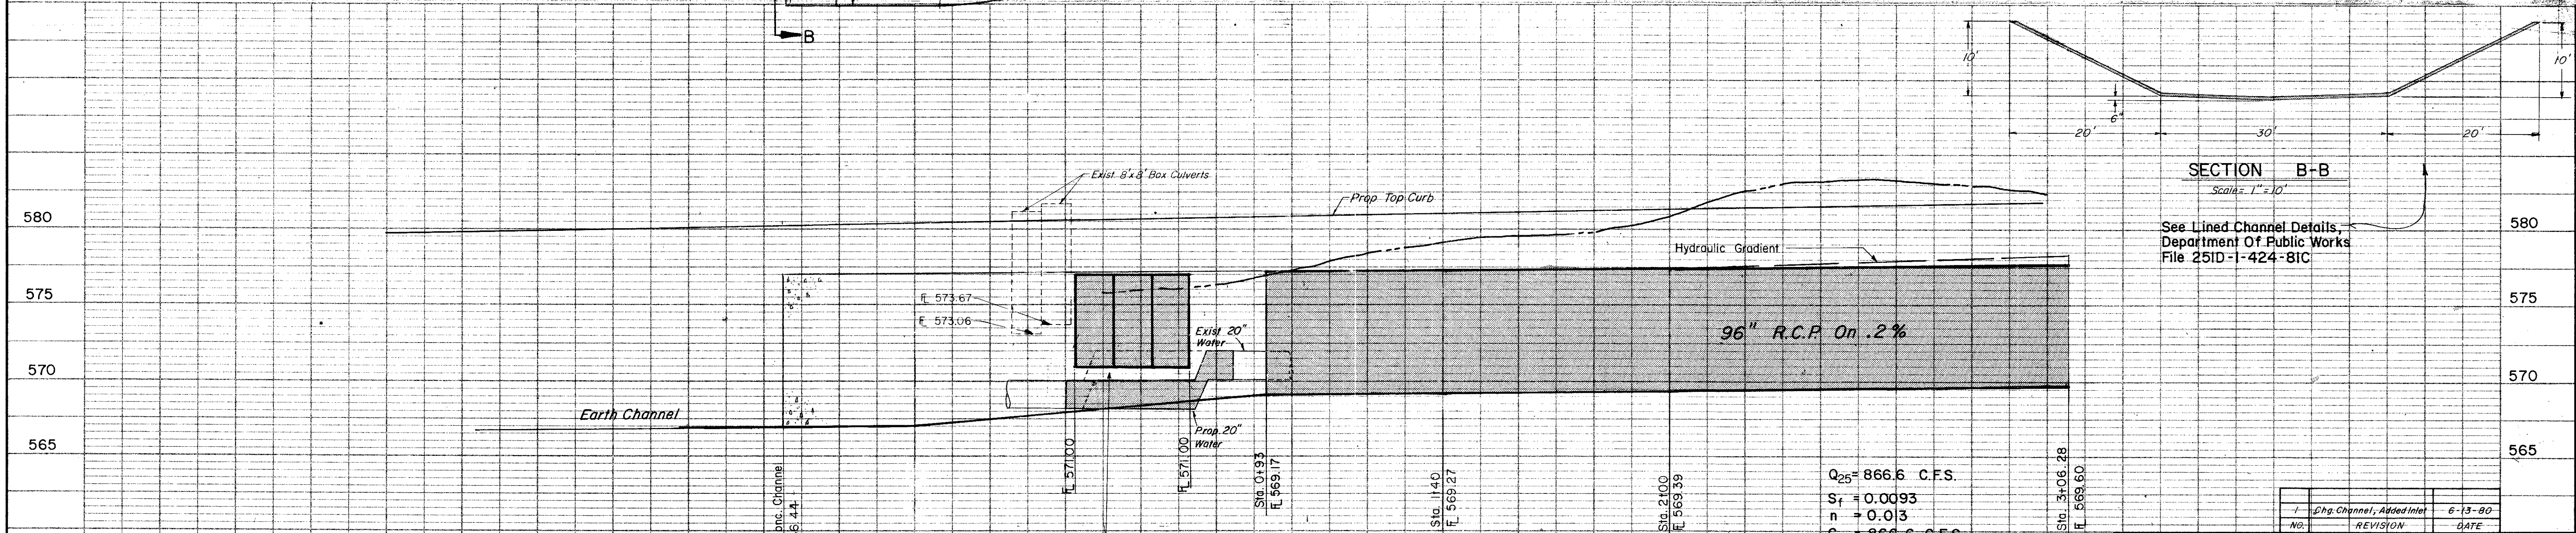 B
10'
10'
6"
20'
30'
20'
SECTION B-B
Scale = 1" = 10'
See Lined Channel Details,
Department Of Public Works
File 251D-1-424-81C
Exist. 8'x8' Box Culverts
Prop Top Curb
Hydraulic Gradient
580
580
575
575
570
570
565
565
FL 573.67
FL 573.06
Exist 20"
Water
96" R.C.P. On .2%
Earth Channel
Prop. 20"
Water
FL 571.00
FL 571.00
Sta. 0+93
FL 569.17
Sta. 1+40
FL 569.27
Sta. 2+00
FL 569.39
Sta. 3+06.28
FL 569.60
Q25 = 866.6 C.F.S.
Sf = 0.0093
n = 0.013
1 Chg. Channel, Added Inlet 6-13-80
NO. REVISION DATE